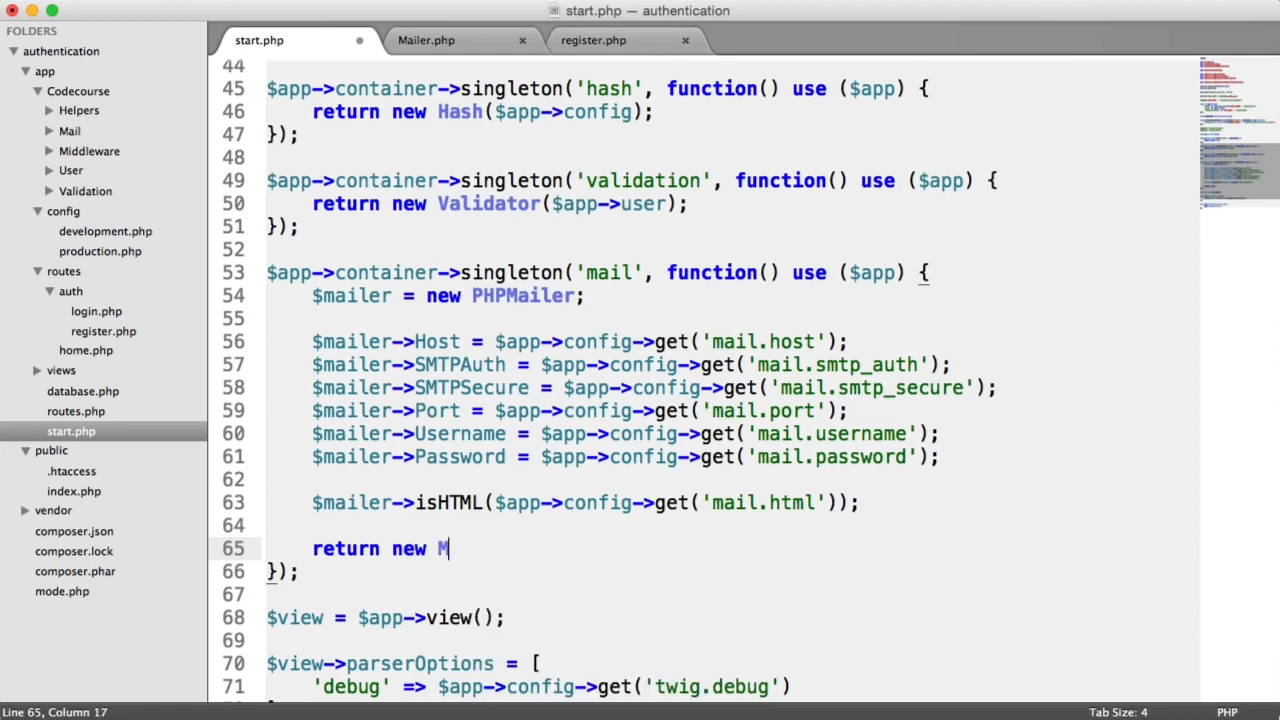 start.php — authentication
FOLDERS
authentication
app
Codecourse
Helpers
Mail
Middleware
User
Validation
config
development.php
production.php
routes
auth
login.php
register.php
home.php
views
database.php
routes.php
start.php
public
.htaccess
index.php
vendor
composer.json
composer.lock
composer.phar
mode.php
start.php
Mailer.php
register.php
44
45 $app->container->singleton('hash', function() use ($app) {
46 return new Hash($app->config);
47 });
48
49 $app->container->singleton('validation', function() use ($app) {
50 return new Validator($app->user);
51 });
52
53 $app->container->singleton('mail', function() use ($app) {
54 $mailer = new PHPMailer;
55
56 $mailer->Host = $app->config->get('mail.host');
57 $mailer->SMTPAuth = $app->config->get('mail.smtp_auth');
58 $mailer->SMTPSecure = $app->config->get('mail.smtp_secure');
59 $mailer->Port = $app->config->get('mail.port');
60 $mailer->Username = $app->config->get('mail.username');
61 $mailer->Password = $app->config->get('mail.password');
62
63 $mailer->isHTML($app->config->get('mail.html'));
64
65 return new M
66 });
67
68 $view = $app->view();
69
70 $view->parserOptions = [
71 'debug' => $app->config->get('twig.debug')
Line 65, Column 17
Tab Size: 4
PHP